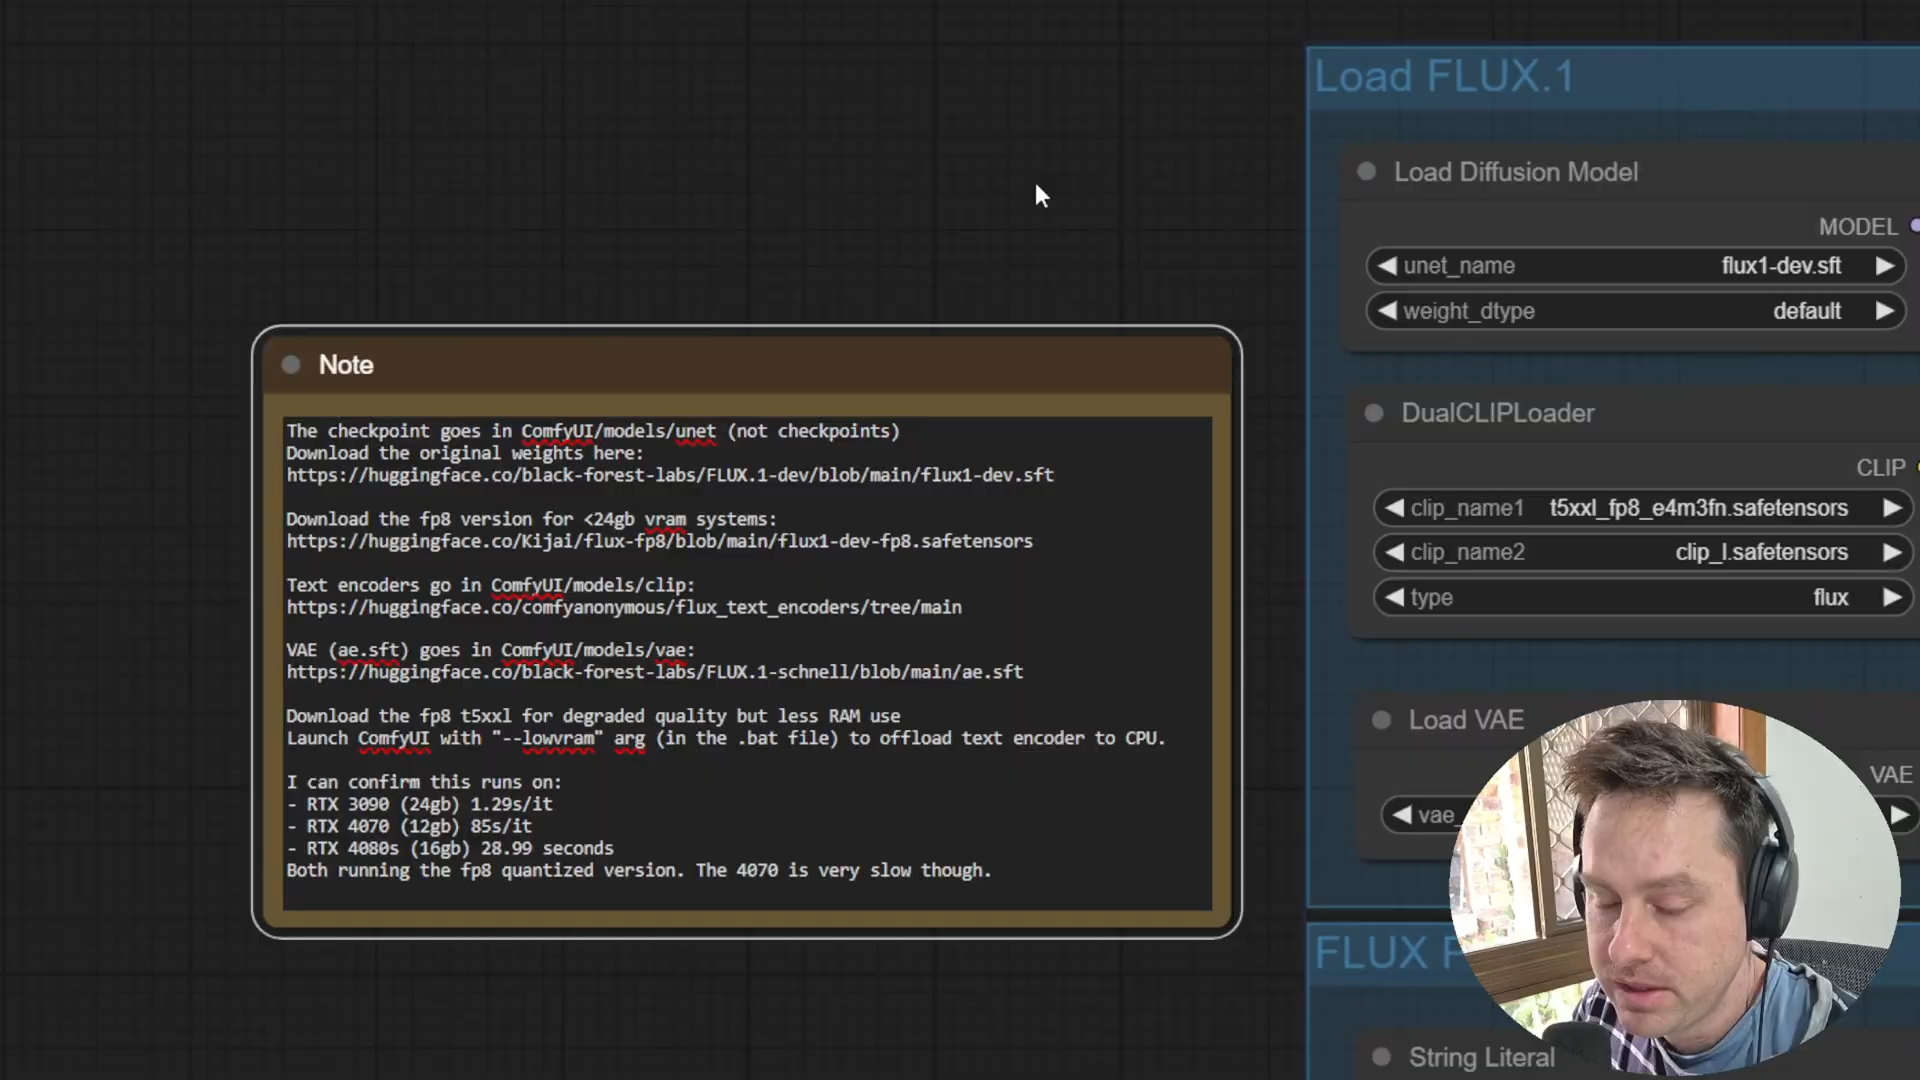 Load FLUX.1
Load Diffusion Model
MODEL
unet_name flux1-dev.sft
weight_dtype default
Note
The checkpoint goes in ComfyUI/models/unet (not checkpoints)
Download the original weights here:
https://huggingface.co/black-forest-labs/FLUX.1-dev/blob/main/flux1-dev.sft
Download the fp8 version for <24gb vram systems:
https://huggingface.co/Kijai/flux-fp8/blob/main/flux1-dev-fp8.safetensors
Text encoders go in ComfyUI/models/clip:
https://huggingface.co/comfyanonymous/flux_text_encoders/tree/main
VAE (ae.sft) goes in ComfyUI/models/vae:
https://huggingface.co/black-forest-labs/FLUX.1-schnell/blob/main/ae.sft
Download the fp8 t5xxl for degraded quality but less RAM use
Launch ComfyUI with "--lowvram" arg (in the .bat file) to offload text encoder to CPU.
I can confirm this runs on:
- RTX 3090 (24gb) 1.29s/it
- RTX 4070 (12gb) 85s/it
- RTX 4080s (16gb) 28.99 seconds
Both running the fp8 quantized version. The 4070 is very slow though.
DualCLIPLoader
CLIP
clip_name1 t5xxl_fp8_e4m3fn.safetensors
clip_name2 clip_l.safetensors
type flux
Load VAE
VAE
vae_
FLUX
String Literal